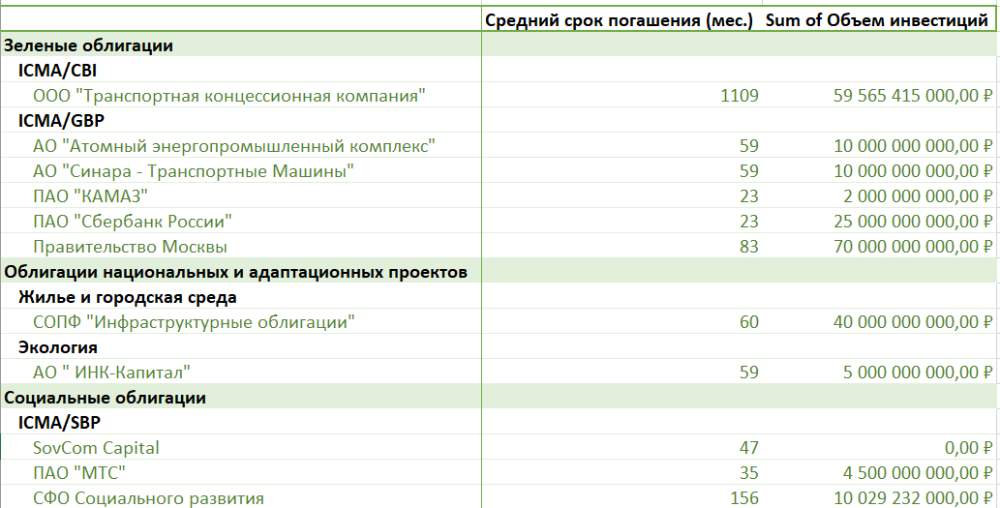 Средний срок погашения (мес.) Sum of Объем инвестиций
Зеленые облигации
ICMA/CBI
ООО "Транспортная концессионная компания" 1109 59 565 415 000,00 ₽
ICMA/GBP
АО "Атомный энергопромышленный комплекс" 59 10 000 000 000,00 ₽
АО "Синара - Транспортные Машины" 59 10 000 000 000,00 ₽
ПАО "КАМАЗ" 23 2 000 000 000,00 ₽
ПАО "Сбербанк России" 23 25 000 000 000,00 ₽
Правительство Москвы 83 70 000 000 000,00 ₽
Облигации национальных и адаптационных проектов
Жилье и городская среда
СОПФ "Инфраструктурные облигации" 60 40 000 000 000,00 ₽
Экология
АО " ИНК-Капитал" 59 5 000 000 000,00 ₽
Социальные облигации
ICMA/SBP
SovCom Capital 47 0,00 ₽
ПАО "МТС" 35 4 500 000 000,00 ₽
СФО Социального развития 156 10 029 232 000,00 ₽